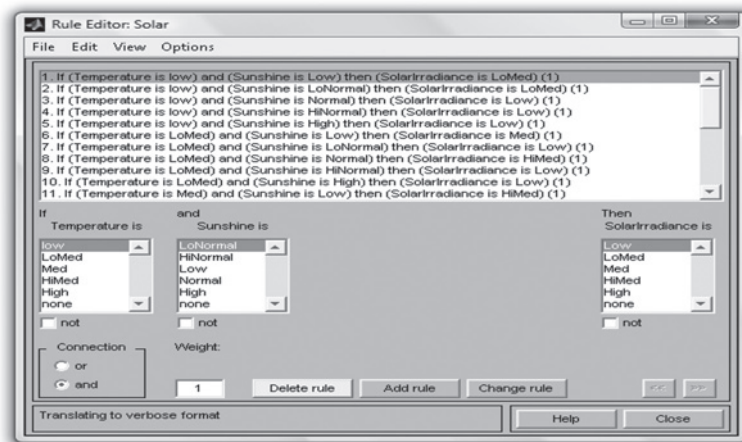 Rule Editor: Solar
File Edit View Options
1. If (Temperature is low) and (Sunshine is Low) then (SolarIrradiance is LoMed) (1)
2. If (Temperature is low) and (Sunshine is LoNormal) then (SolarIrradiance is LoMed) (1)
3. If (Temperature is low) and (Sunshine is Normal) then (SolarIrradiance is Low) (1)
4. If (Temperature is low) and (Sunshine is HiNormal) then (SolarIrradiance is Low) (1)
5. If (Temperature is low) and (Sunshine is High) then (SolarIrradiance is Low) (1)
6. If (Temperature is LoMed) and (Sunshine is Low) then (SolarIrradiance is Med) (1)
7. If (Temperature is LoMed) and (Sunshine is LoNormal) then (SolarIrradiance is Low) (1)
8. If (Temperature is LoMed) and (Sunshine is Normal) then (SolarIrradiance is HiMed) (1)
9. If (Temperature is LoMed) and (Sunshine is HiNormal) then (SolarIrradiance is Low) (1)
10. If (Temperature is LoMed) and (Sunshine is High) then (SolarIrradiance is Low) (1)
11. If (Temperature is Med) and (Sunshine is Low) then (SolarIrradiance is HiMed) (1)
If and Then
Temperature is Sunshine is SolarIrradiance is
low LoNormal Low
LoMed HiNormal LoMed
Med Low Med
HiMed Normal HiMed
High High High
none none none
not not not
Connection Weight:
or
and 1 Delete rule Add rule Change rule << >>
Translating to verbose format Help Close